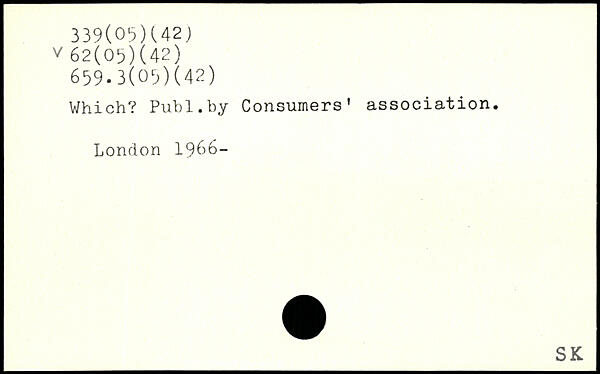 339(05)(42)
V 62(05)(42)
659.3(05)(42)
Which? Publ.by Consumers' association.
London 1966-
SK